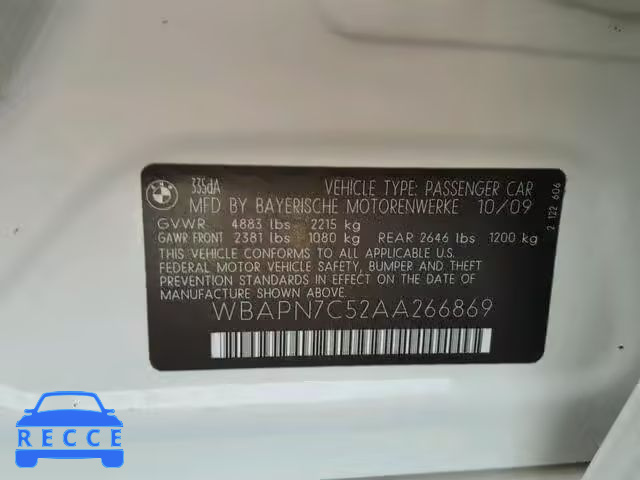 BMW
335dA
VEHICLE TYPE: PASSENGER CAR
MFD BY BAYERISCHE MOTORENWERKE 10/09
GVWR 4883 lbs 2215 kg
GAWR FRONT 2381 lbs 1080 kg REAR 2646 lbs 1200 kg
THIS VEHICLE CONFORMS TO ALL APPLICABLE U.S.
FEDERAL MOTOR VEHICLE SAFETY, BUMPER AND THEFT
PREVENTION STANDARDS IN EFFECT ON THE DATE
OF MANUFACTURE SHOWN ABOVE.
WBAPN7C52AA266869
2 122 606
RECCE